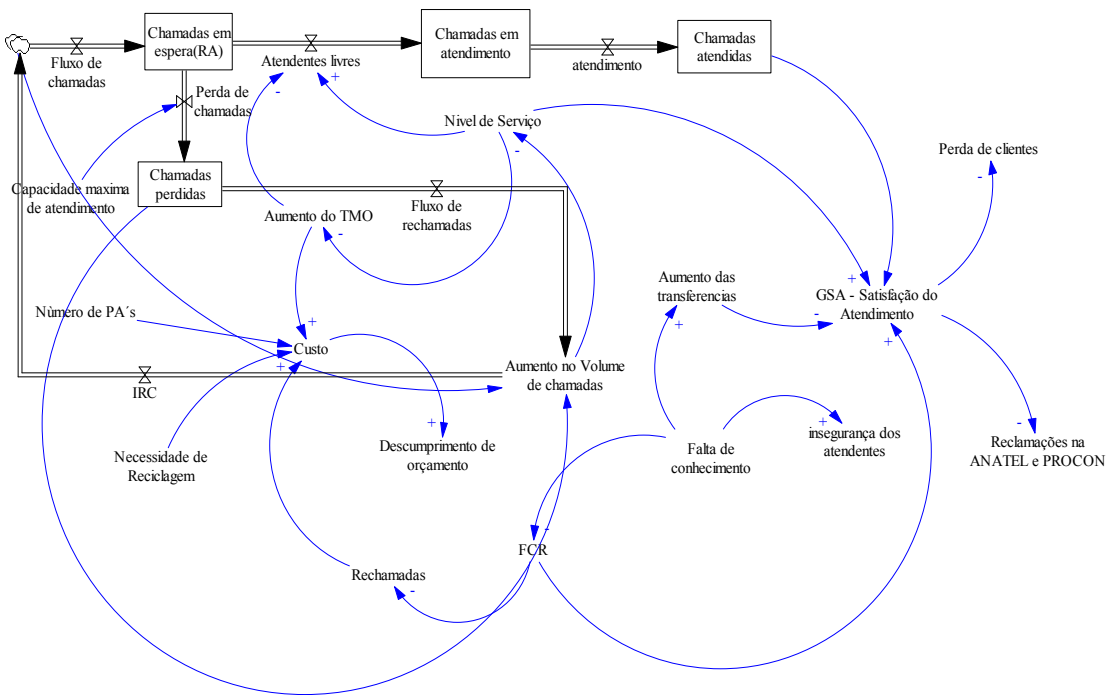 Chamadas em
espera(RA)
Chamadas em
atendimento
Chamadas
atendidas
Fluxo de
chamadas
Atendentes livres
atendimento
+
-
Perda de
chamadas
Nivel de Serviço
-
Perda de clientes
-
Chamadas
perdidas
Capacidade maxima
de atendimento
Fluxo de
rechamadas
Aumento do TMO
-
Aumento das
transferencias
+
-
+
GSA - Satisfação do
Atendimento
+
Nùmero de PA´s
+
Custo
+
Aumento no Volume
de chamadas
IRC
+
Descumprimento de
orçamento
Necessidade de
Reciclagem
Falta de
conhecimento
+
insegurança dos
atendentes
-
Reclamações na
ANATEL e PROCON
-
FCR
Rechamadas
-